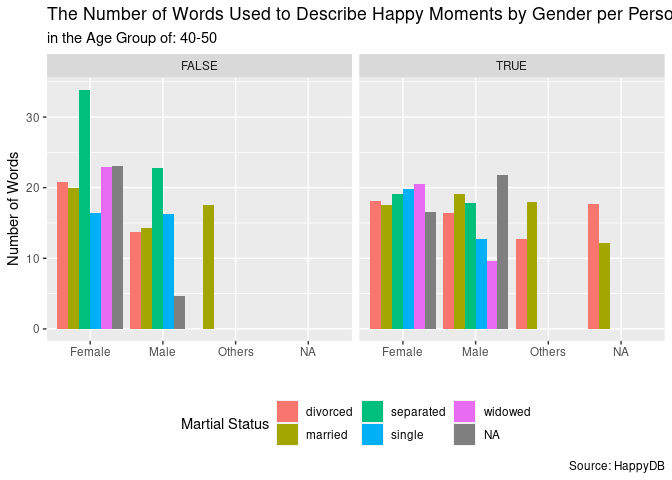 The Number of Words Used to Describe Happy Moments by Gender per Perso
in the Age Group of: 40-50
FALSE
TRUE
Number of Words
30
20
10
0
Female
Male
Others
NA
Female
Male
Others
NA
Martial Status
divorced
separated
widowed
married
single
NA
Source: HappyDB